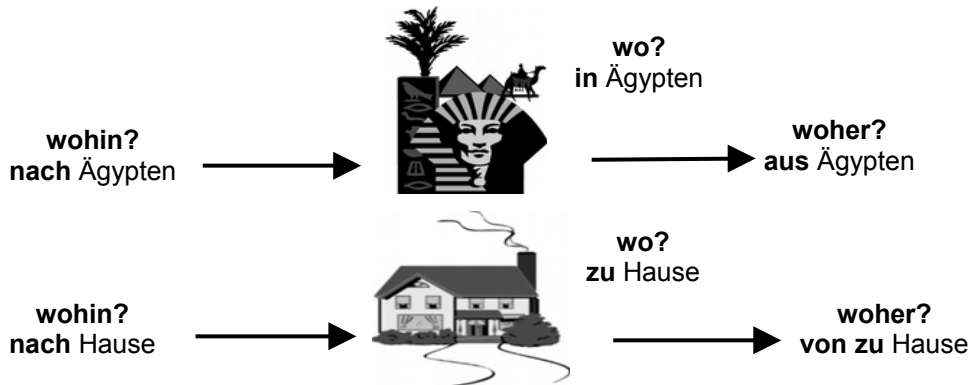 wo?
in Ägypten
wohin?
nach Ägypten
woher?
aus Ägypten
wo?
zu Hause
wohin?
nach Hause
woher?
von zu Hause